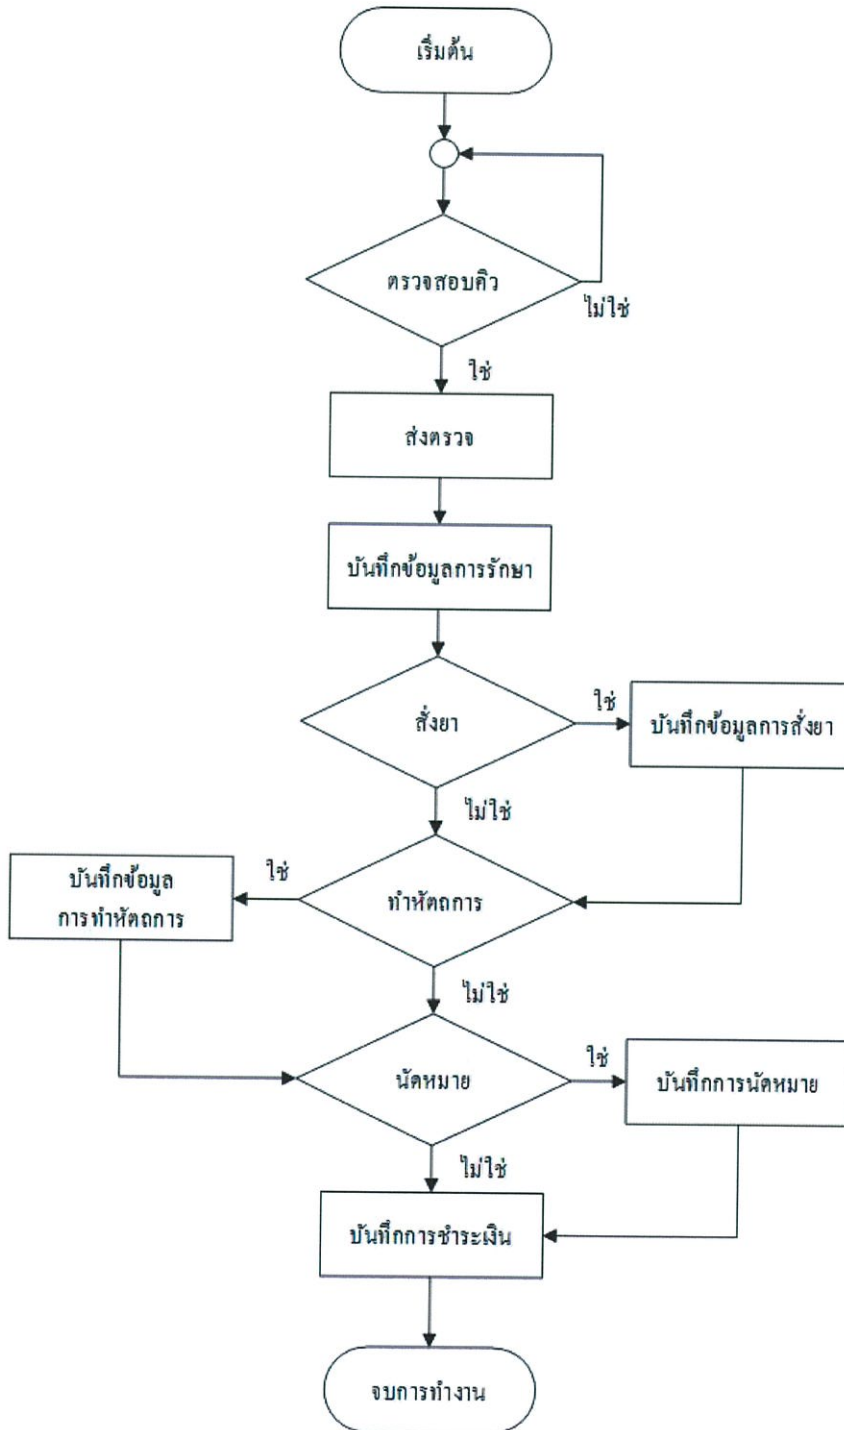 เริ่มต้น
ตรวจสอบคิว
ไม่ใช่
ใช่
ส่งตรวจ
บันทึกข้อมูลการรักษา
สั่งยา
ใช่
บันทึกข้อมูลการสั่งยา
ไม่ใช่
บันทึกข้อมูล
การทำหัตถการ
ใช่
ทำหัตถการ
ไม่ใช่
นัดหมาย
ใช่
บันทึกการนัดหมาย
ไม่ใช่
บันทึกการชำระเงิน
จบการทำงาน